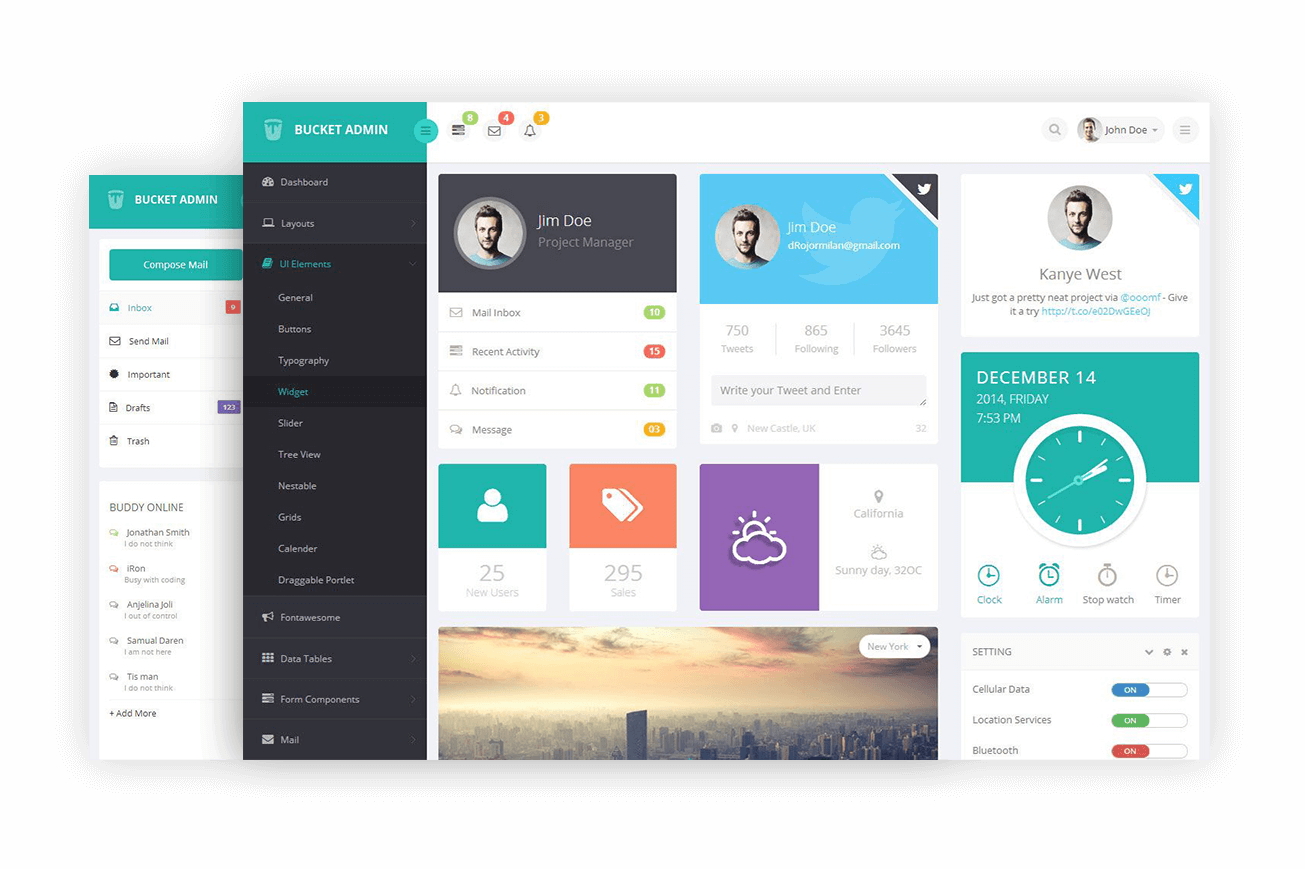 BUCKET ADMIN
Compose Mail
Inbox 9
Send Mail
Important
Drafts 123
Trash
BUDDY ONLINE
Jonathan Smith
I do not think
iRon
Busy with coding
Anjelina Joli
I out of control
Samual Daren
I am not here
Tis man
I do not think
+ Add More
BUCKET ADMIN
8 4 3
John Doe
Dashboard
Layouts
UI Elements
General
Buttons
Typography
Widget
Slider
Tree View
Nestable
Grids
Calender
Draggable Portlet
Fontawesome
Data Tables
Form Components
Mail
Jim Doe
Project Manager
Mail Inbox 10
Recent Activity 15
Notification 11
Message 03
Jim Doe
dRojormilan@gmail.com
750 865 3645
Tweets Following Followers
Write your Tweet and Enter
New Castle, UK 32
Kanye West
Just got a pretty neat project via @ooomf - Give
it a try http://t.co/e02DwGEeOJ
DECEMBER 14
2014, FRIDAY
7:53 PM
Clock Alarm Stop watch Timer
25
New Users
295
Sales
California
Sunny day, 32OC
New York
SETTING
Cellular Data ON
Location Services ON
Bluetooth ON